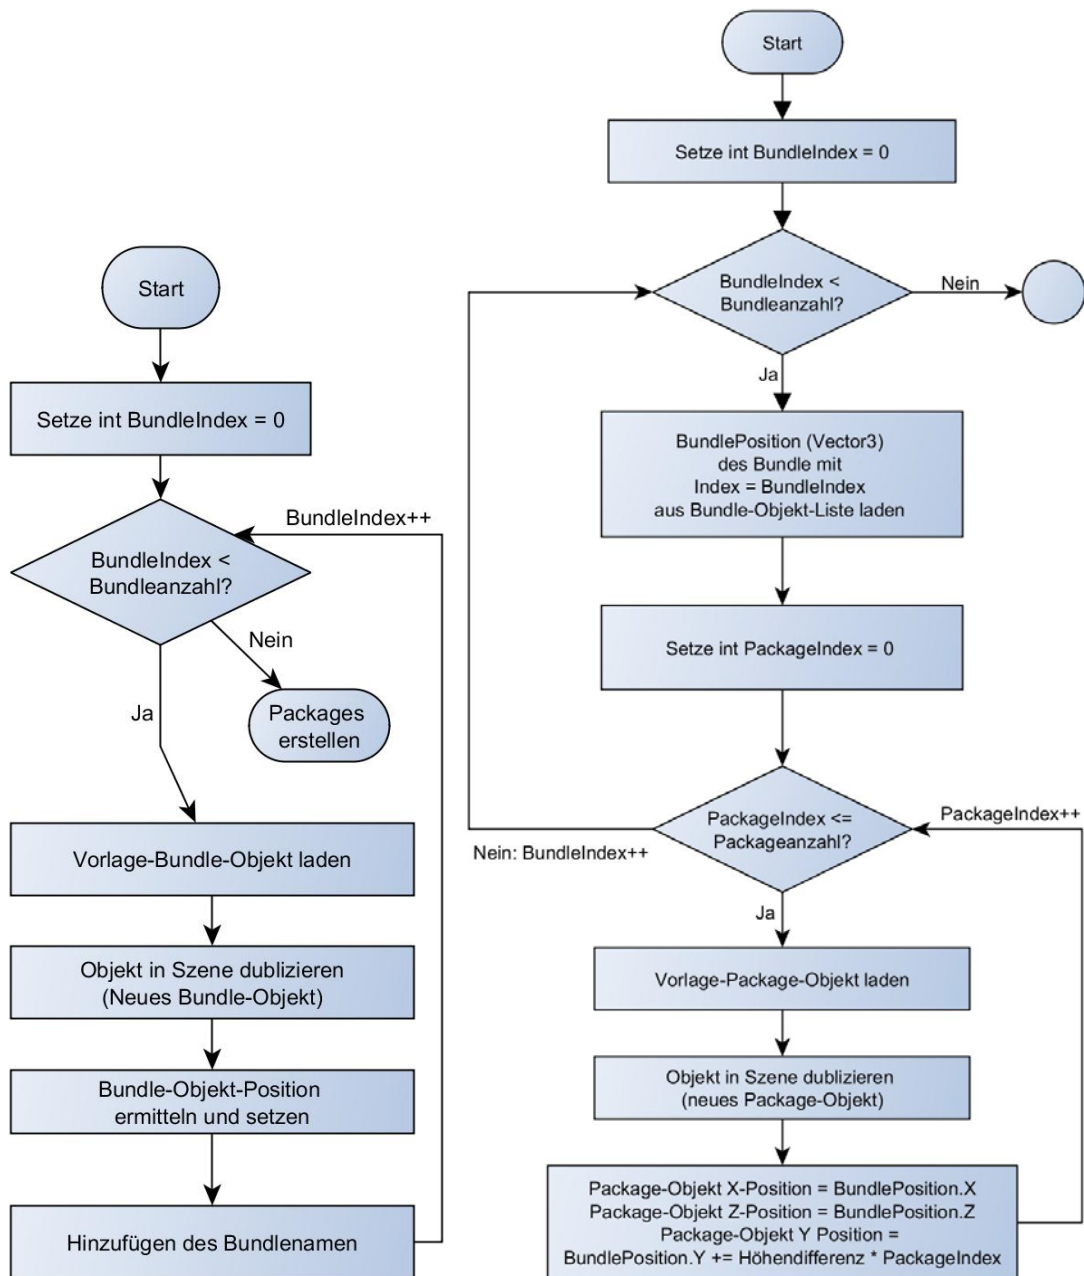 Start
Setze int BundleIndex = 0
BundleIndex++
BundleIndex <
Bundleanzahl?
Nein
Packages
erstellen
Ja
Vorlage-Bundle-Objekt laden
Objekt in Szene dublizieren
(Neues Bundle-Objekt)
Bundle-Objekt-Position
ermitteln und setzen
Hinzufügen des Bundlenamen
Start
Setze int BundleIndex = 0
BundleIndex <
Bundleanzahl?
Nein
Ja
BundlePosition (Vector3)
des Bundle mit
Index = BundleIndex
aus Bundle-Objekt-Liste laden
Setze int PackageIndex = 0
PackageIndex <=
Packageanzahl?
PackageIndex++
Nein: BundleIndex++
Ja
Vorlage-Package-Objekt laden
Objekt in Szene dublizieren
(neues Package-Objekt)
Package-Objekt X-Position = BundlePosition.X
Package-Objekt Z-Position = BundlePosition.Z
Package-Objekt Y Position =
BundlePosition.Y += Höhendifferenz * PackageIndex